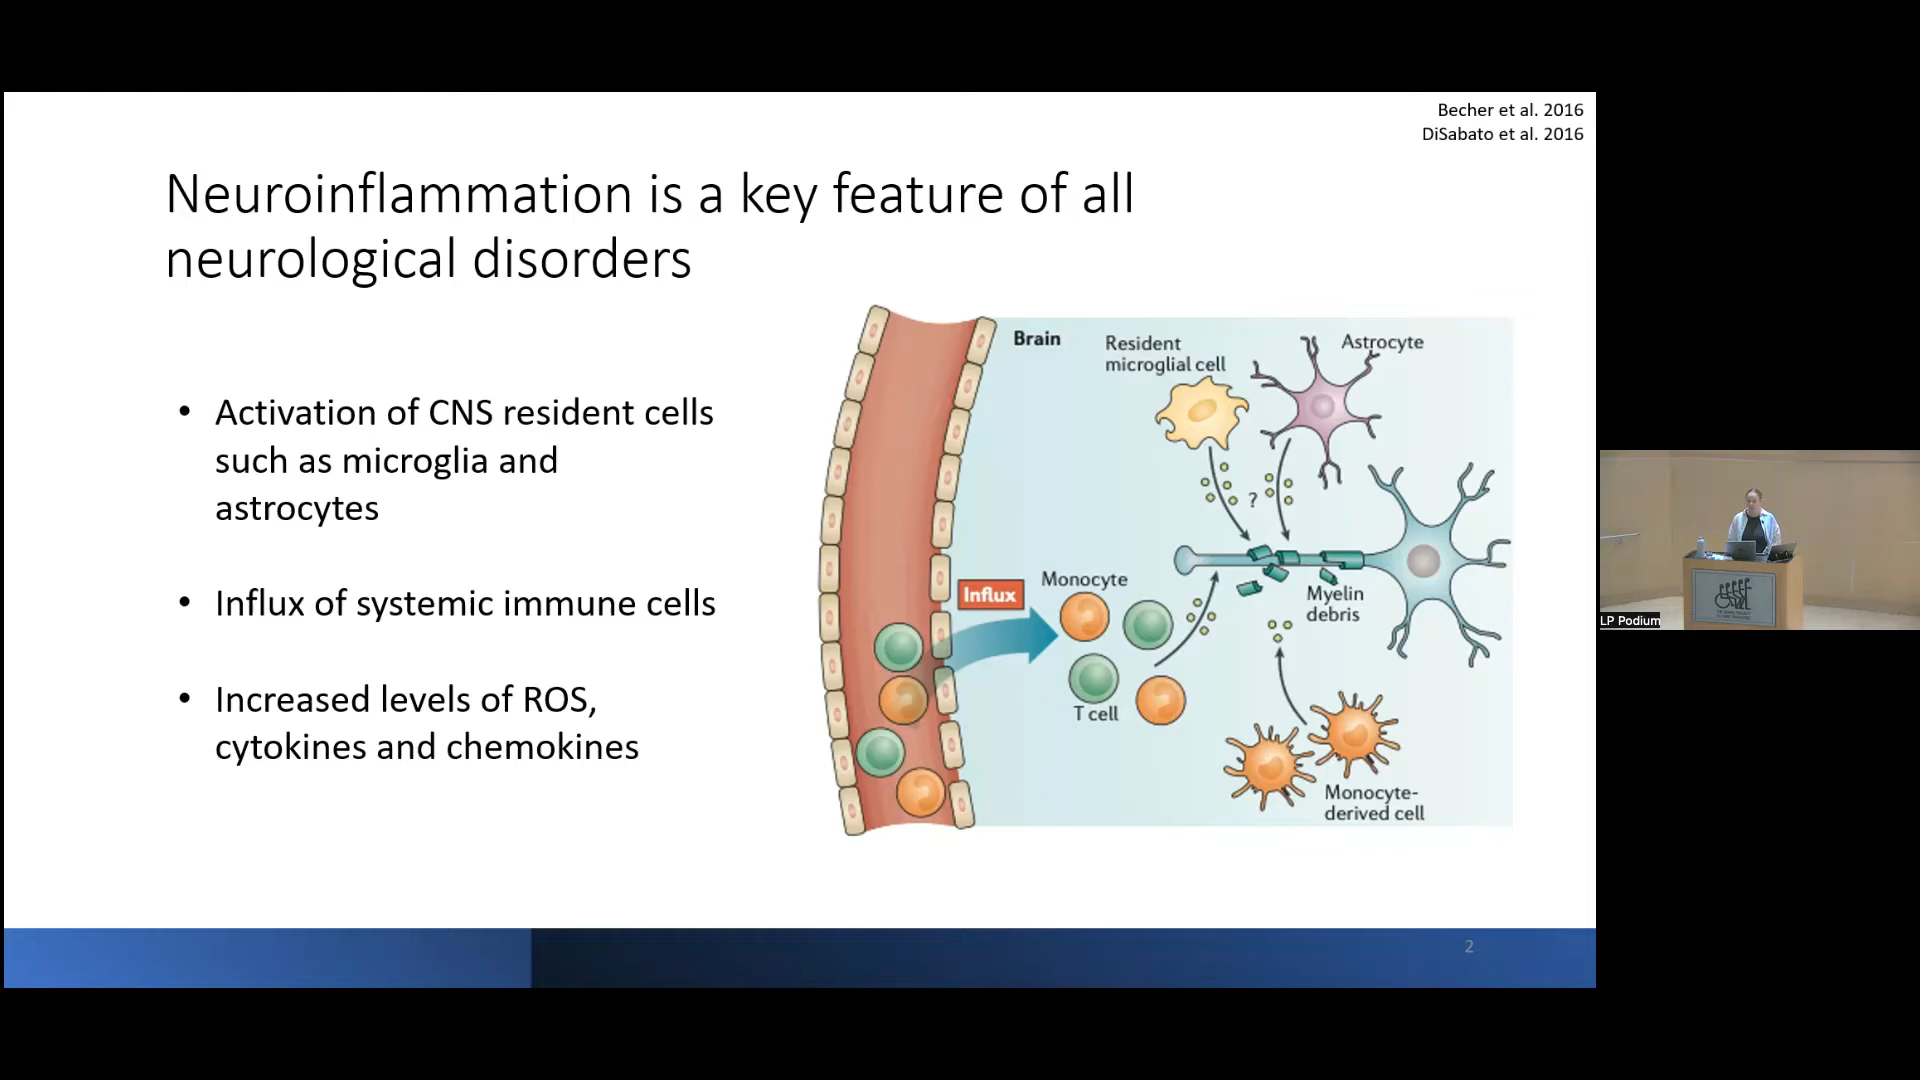 Becher et al. 2016
DiSabato et al. 2016
Neuroinflammation is a key feature of all
neurological disorders
• Activation of CNS resident cells
such as microglia and
astrocytes
• Influx of systemic immune cells
• Increased levels of ROS,
cytokines and chemokines
Brain
Resident
microglial cell
Astrocyte
?
Influx
Monocyte
Myelin
debris
T cell
Monocyte-
derived cell
2
LP Podium